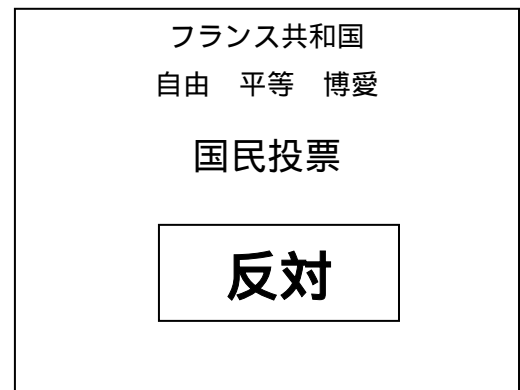 フランス共和国
自由　平等　博愛
国民投票
反対